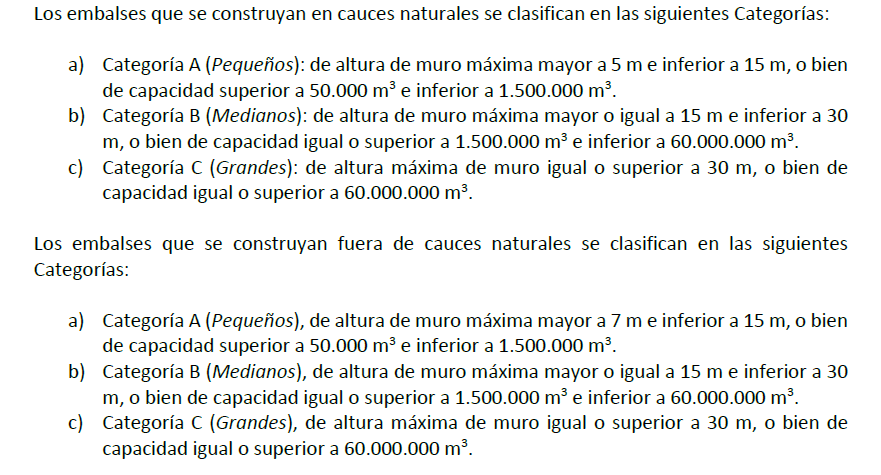 Los embalses que se construyan en cauces naturales se clasifican en las siguientes Categorías:
a) Categoría A (Pequeños): de altura de muro máxima mayor a 5 m e inferior a 15 m, o bien
de capacidad superior a 50.000 m³ e inferior a 1.500.000 m³.
b) Categoría B (Medianos): de altura de muro máxima mayor o igual a 15 m e inferior a 30
m, o bien de capacidad igual o superior a 1.500.000 m³ e inferior a 60.000.000 m³.
c) Categoría C (Grandes): de altura máxima de muro igual o superior a 30 m, o bien de
capacidad igual o superior a 60.000.000 m³.
Los embalses que se construyan fuera de cauces naturales se clasifican en las siguientes
Categorías:
a) Categoría A (Pequeños), de altura de muro máxima mayor a 7 m e inferior a 15 m, o bien
de capacidad superior a 50.000 m³ e inferior a 1.500.000 m³.
b) Categoría B (Medianos), de altura de muro máxima mayor o igual a 15 m e inferior a 30
m, o bien de capacidad igual o superior a 1.500.000 m³ e inferior a 60.000.000 m³.
c) Categoría C (Grandes), de altura máxima de muro igual o superior a 30 m, o bien de
capacidad igual o superior a 60.000.000 m³.